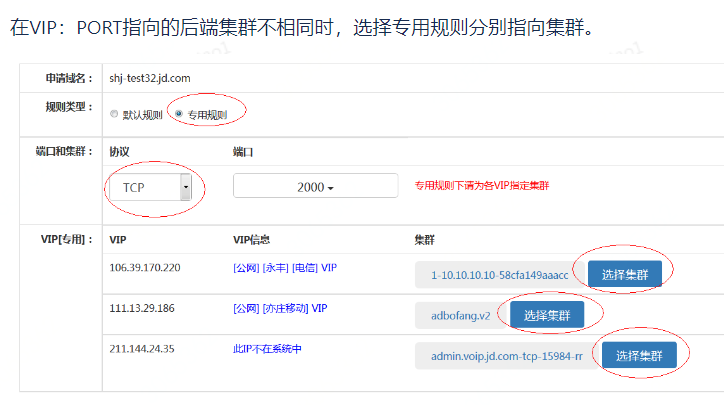 在VIP：PORT指向的后端集群不相同时，选择专用规则分别指向集群。
申请域名： shj-test32.jd.com
规则类型： 默认规则 专用规则
端口和集群： 协议 端口
TCP 2000 专用规则下请为各VIP指定集群
VIP[专用]： VIP VIP信息 集群
106.39.170.220 [公网] [永丰] [电信] VIP 1-10.10.10.10-58cfa149aaacc 选择集群
111.13.29.186 [公网] [亦庄移动] VIP adbofang.v2 选择集群
211.144.24.35 此IP不在系统中 admin.voip.jd.com-tcp-15984-rr 选择集群